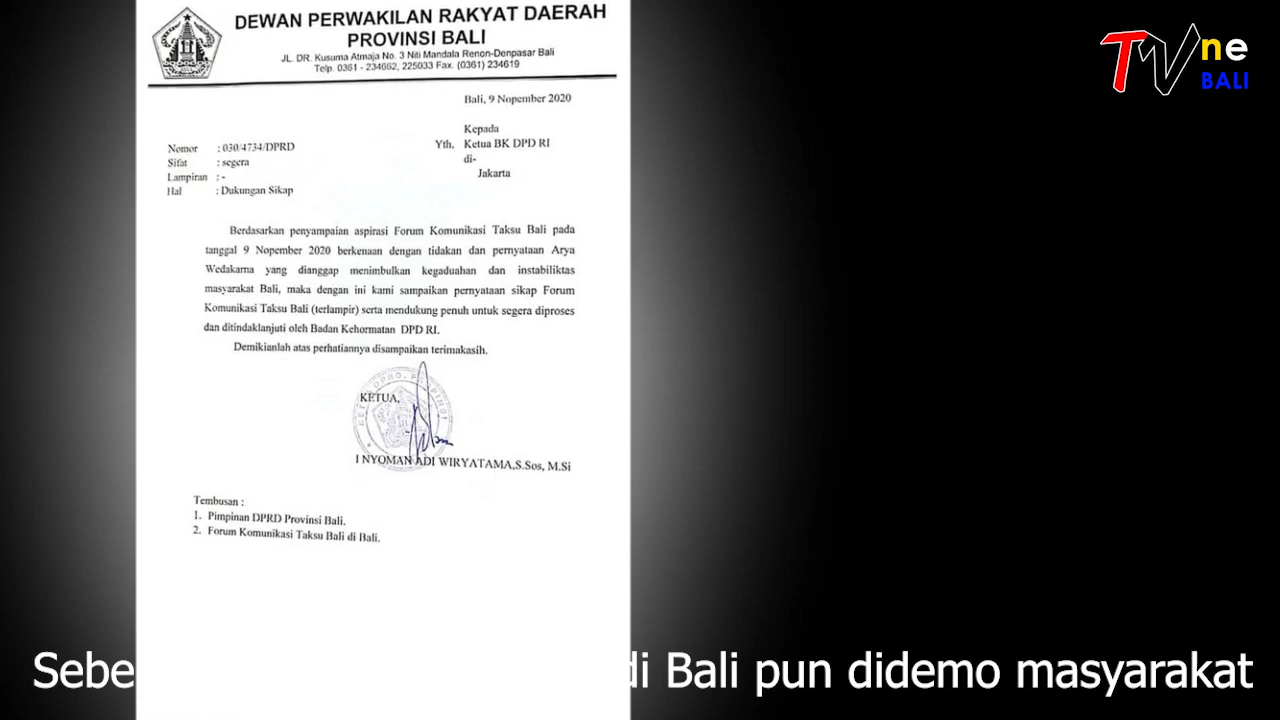 DEWAN PERWAKILAN RAKYAT DAERAH
PROVINSI BALI
JL. DR. Kusuma Atmaja No. 3 Niti Mandala Renon-Denpasar Bali
Telp. 0361 - 234662, 225033 Fax. (0361) 234619
TVne
BALI
Bali, 9 Nopember 2020
Kepada
Yth. Ketua BK DPD RI
di-
Jakarta
Nomor : 030/4734/DPRD
Sifat : segera
Lampiran : -
Hal : Dukungan Sikap
Berdasarkan penyampaian aspirasi Forum Komunikasi Taksu Bali pada
tanggal 9 Nopember 2020 berkenaan dengan tidakan dan pernyataan Arya
Wedakarna yang dianggap menimbulkan kegaduhan dan instabiliktas
masyarakat Bali, maka dengan ini kami sampaikan pernyataan sikap Forum
Komunikasi Taksu Bali (terlampir) serta mendukung penuh untuk segera diproses
dan ditindaklanjuti oleh Badan Kehormatan DPD RI.
Demikianlah atas perhatiannya disampaikan terimakasih.
KETUA,
I NYOMAN ADI WIRYATAMA,S.Sos, M.Si
Tembusan :
1. Pimpinan DPRD Provinsi Bali.
2. Forum Komunikasi Taksu Bali di Bali.
di Bali pun didemo masyarakat